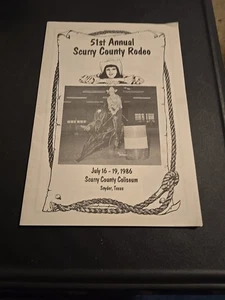 51st Annual
Scurry County Rodeo
July 16 - 19, 1986
Scurry County Coliseum
Snyder, Texas